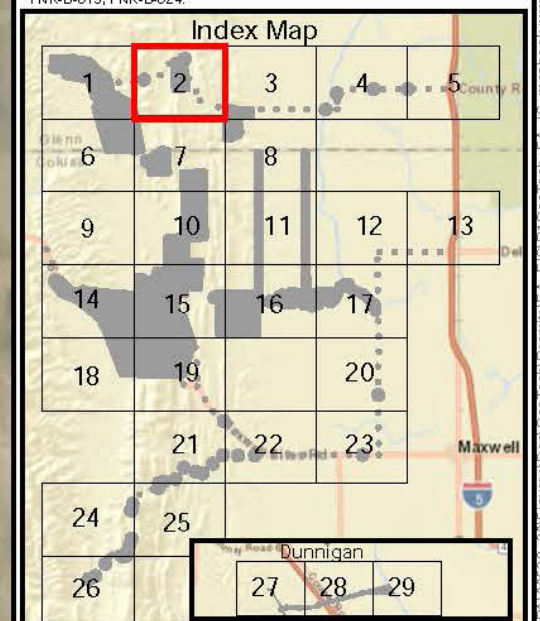 Index Map
1 2 3 4 5 County R
Glenn
Colusa
6 7 8
9 10 11 12 13
Del
14 15 16 17
18 19 20
21 22 23 Maxwell
5
24 25
Dunnigan
26 27 28 29